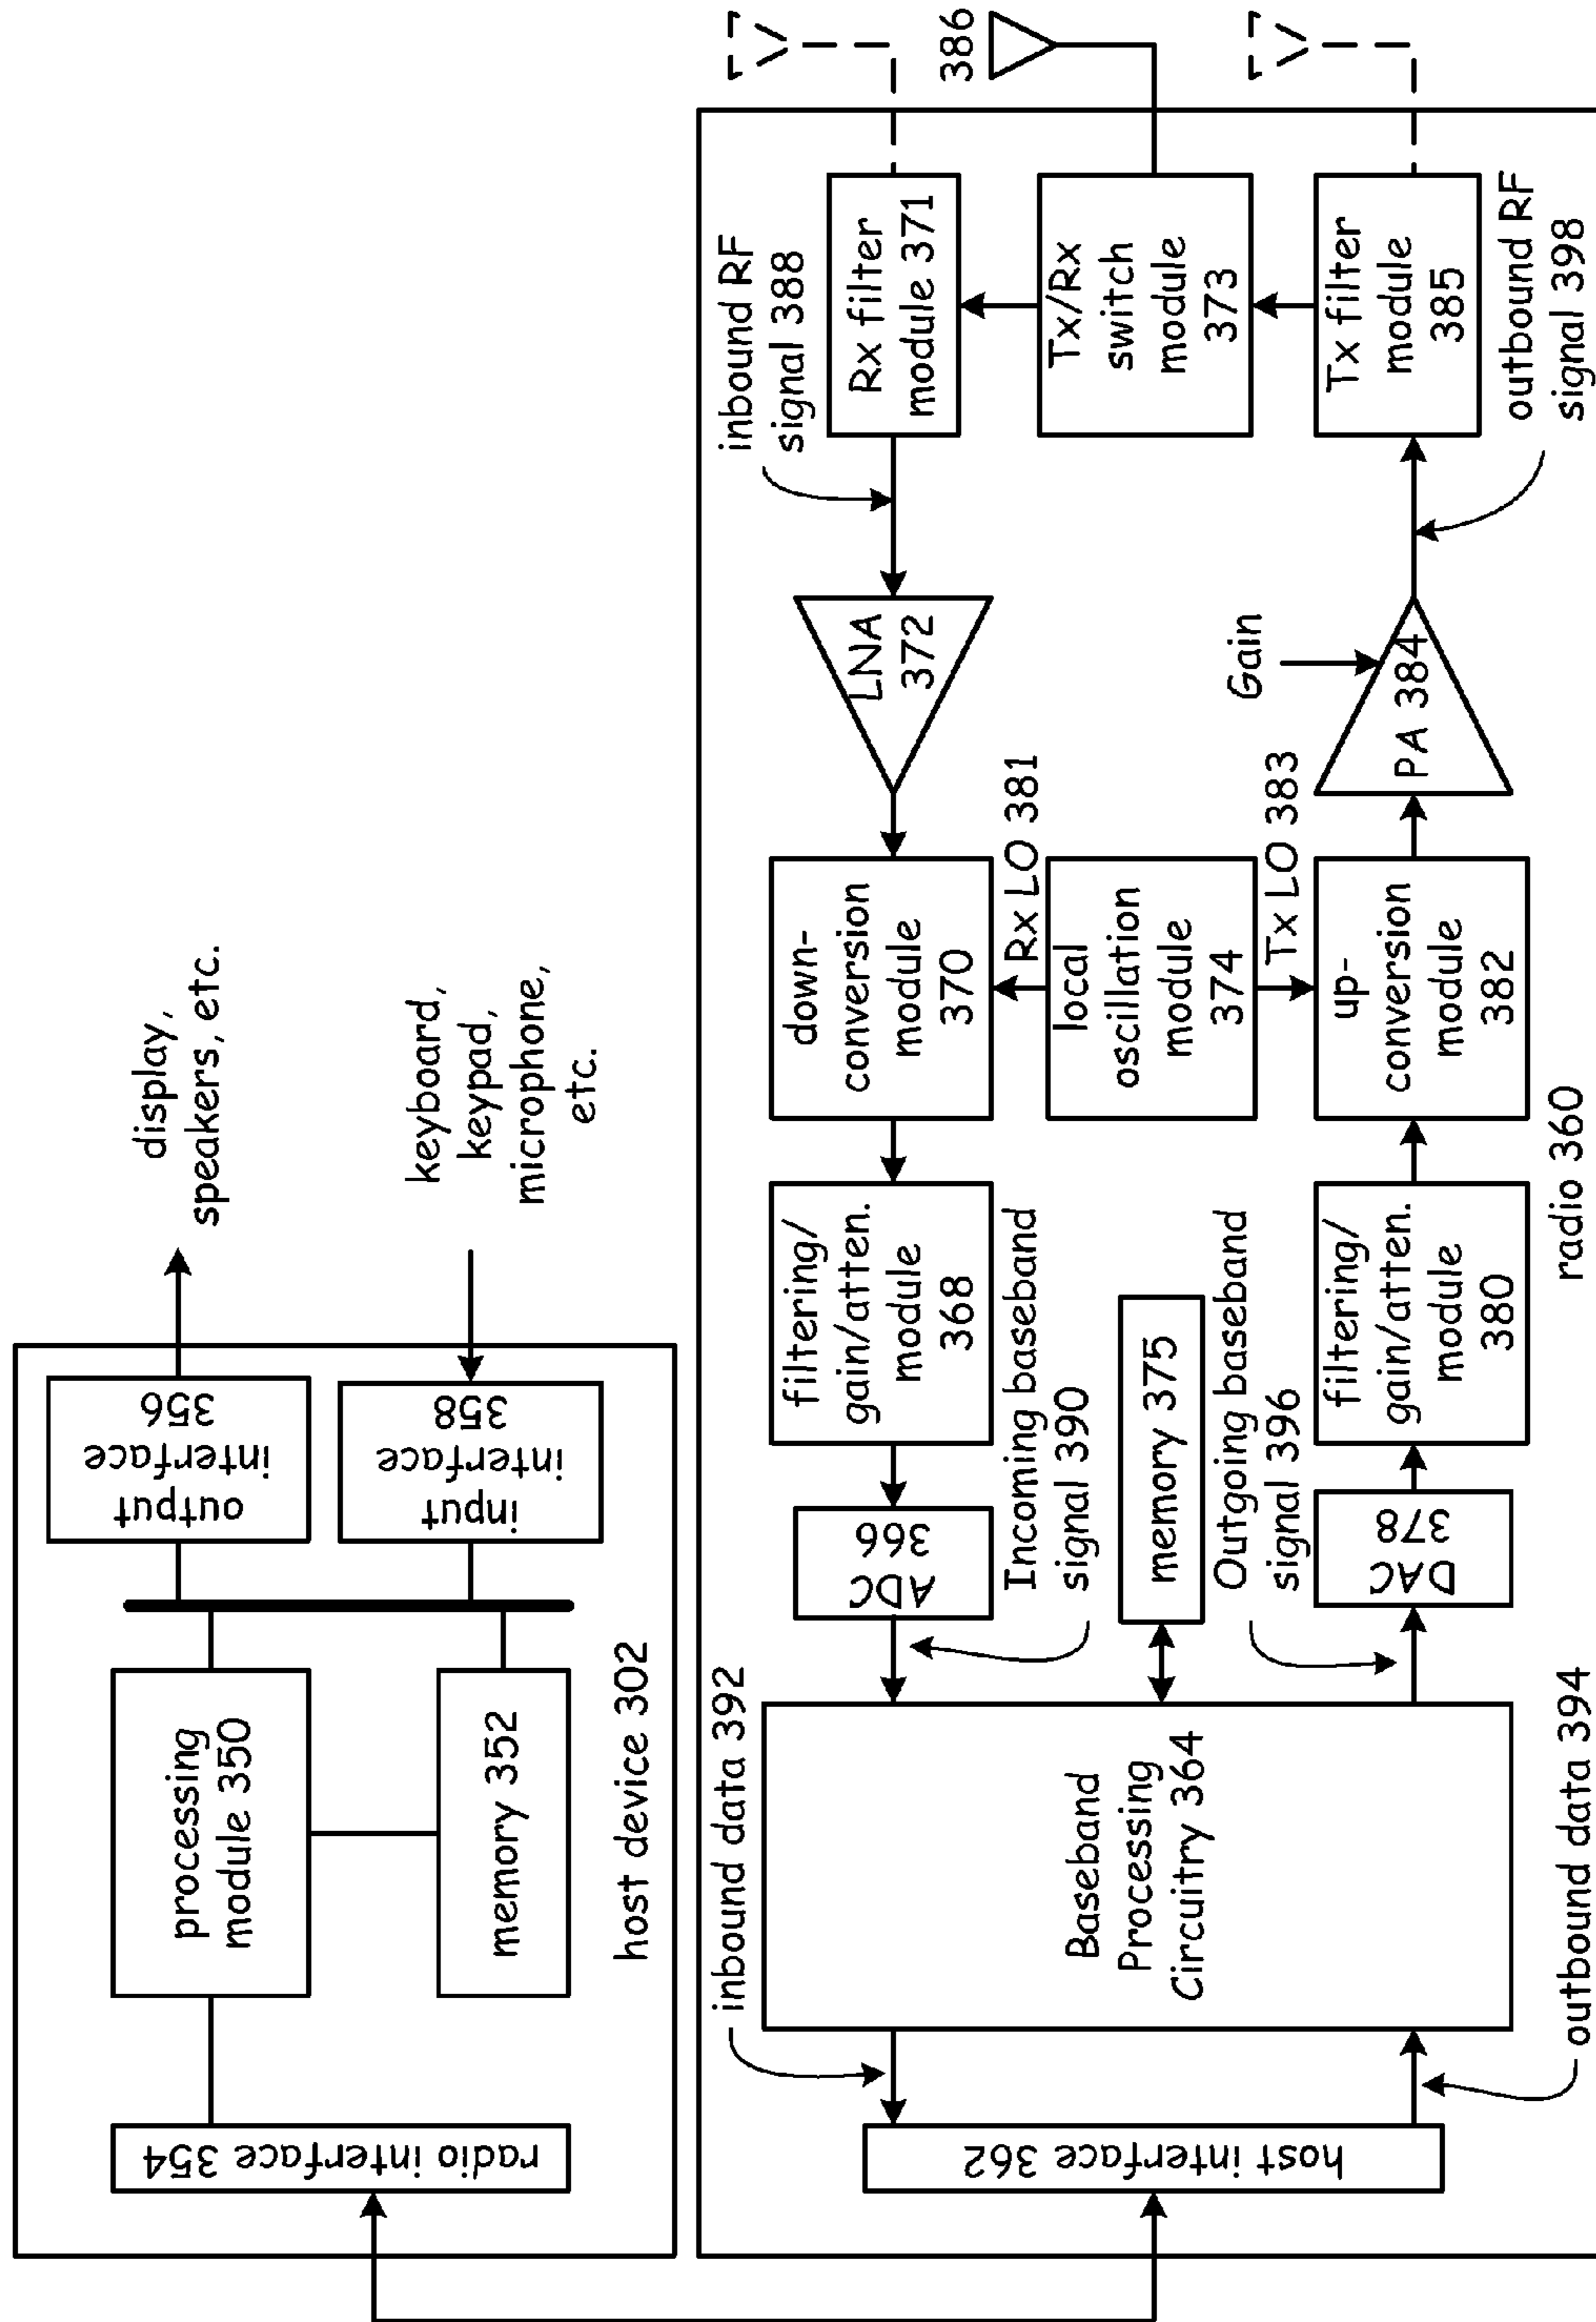 display,
speakers, etc.
keyboard,
keypad,
microphone,
etc.
radio interface 354
processing
module 350
memory 352
output
interface
356
input
interface
358
host device 302
host interface 362
inbound data 392
Baseband
Processing
Circuitry 364
outbound data 394
ADC
366
Incoming baseband
signal 390
memory 375
Outgoing baseband
signal 396
DAC
378
filtering/
gain/atten.
module
368
filtering/
gain/atten.
module
380
radio 360
down-
conversion
module
370
Rx LO 381
local
oscillation
module
374
Tx LO 383
up-
conversion
module
382
LNA
372
Gain
PA 384
inbound RF
signal 388
Rx filter
module 371
Tx/Rx
switch
module
373
Tx filter
module
385
outbound RF
signal 398
386